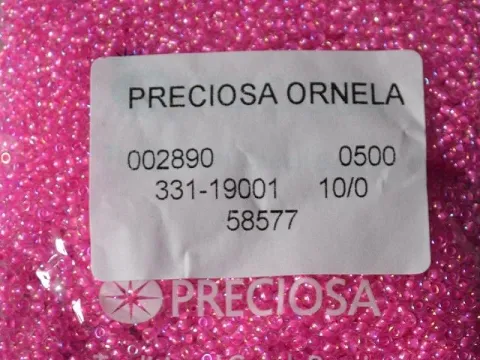 PRECIOSA ORNELA
002890 0500
331-19001 10/0
58577
PRECIOSA